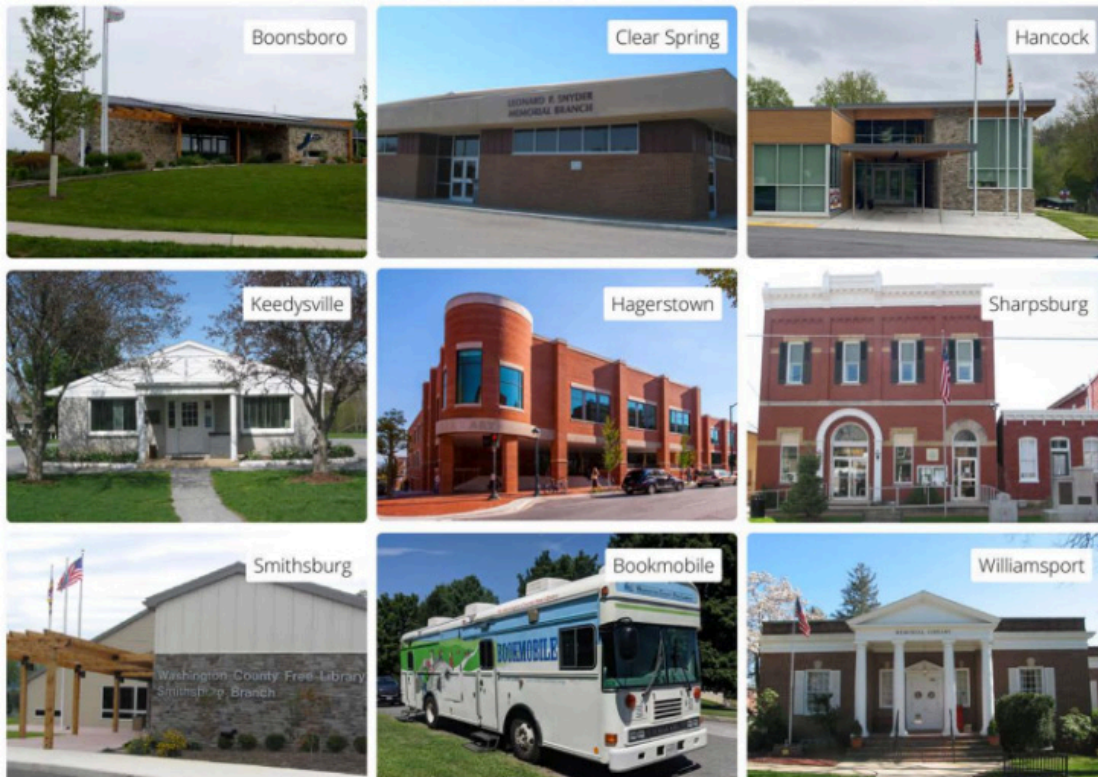 Boonsboro
Clear Spring
LEONARD P. SNYDER
MEMORIAL BRANCH
Hancock
Keedysville
Hagerstown
Sharpsburg
Smithsburg
Washington County Free Library
Smithsburg Branch
Bookmobile
BOOKMOBILE
Williamsport
MEMORIAL LIBRARY